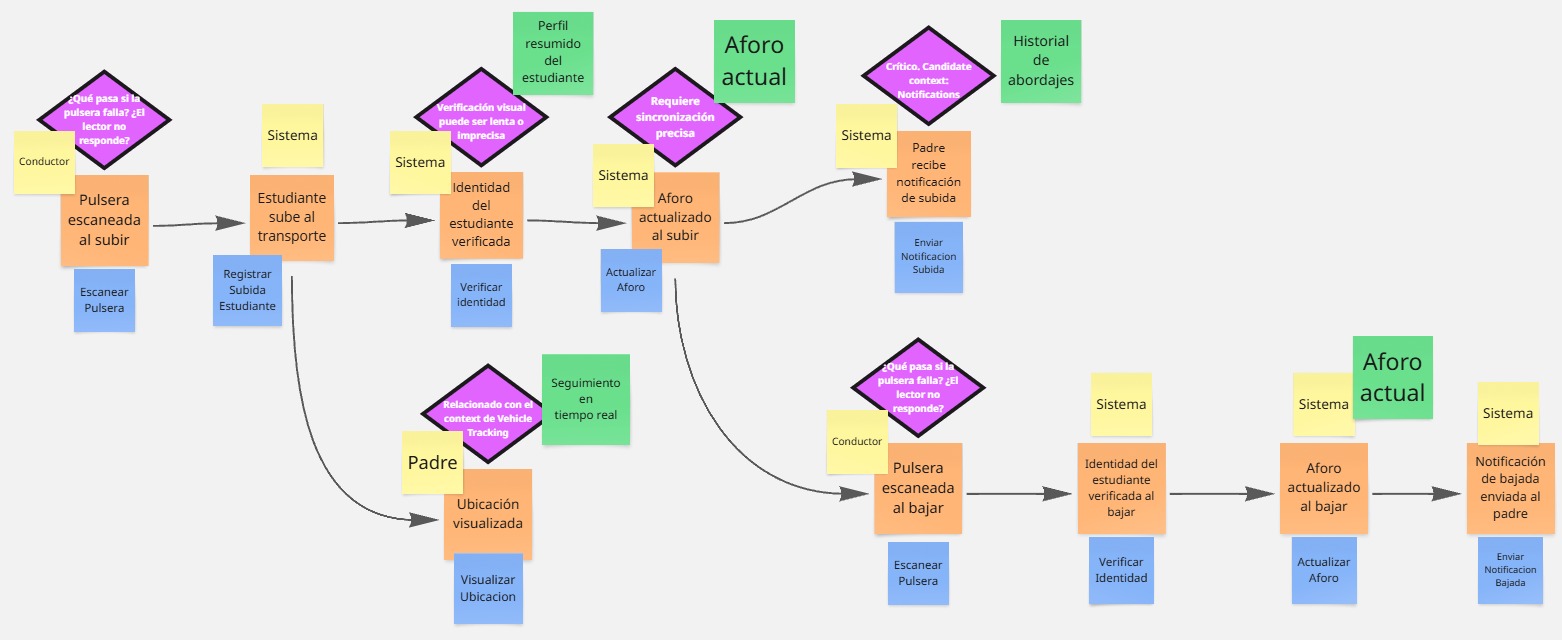 ¿Qué pasa si la
pulsera falla? ¿El
lector no
responde?
Conductor
Pulsera
escaneada
al subir
Escanear
Pulsera
Sistema
Estudiante
sube al
transporte
Registrar
Subida
Estudiante
Perfil
resumido
del
estudiante
Verificación visual
puede ser lenta o
imprecisa
Sistema
Identidad
del
estudiante
verificada
Verificar
identidad
Aforo
actual
Requiere
sincronización
precisa
Sistema
Aforo
actualizado
al subir
Actualizar
Aforo
Historial
de
abordajes
Crítico. Candidate
context:
Notifications
Sistema
Padre
recibe
notificación
de subida
Enviar
Notificacion
Subida
Seguimiento
en
tiempo real
Relacionado con el
context de Vehicle
Tracking
Padre
Ubicación
visualizada
Visualizar
Ubicacion
¿Qué pasa si la
pulsera falla? ¿El
lector no
responde?
Conductor
Pulsera
escaneada
al bajar
Escanear
Pulsera
Sistema
Identidad del
estudiante
verificada al
bajar
Verificar
Identidad
Aforo
actual
Sistema
Aforo
actualizado
al bajar
Actualizar
Aforo
Sistema
Notificación
de bajada
enviada al
padre
Enviar
Notificacion
Bajada